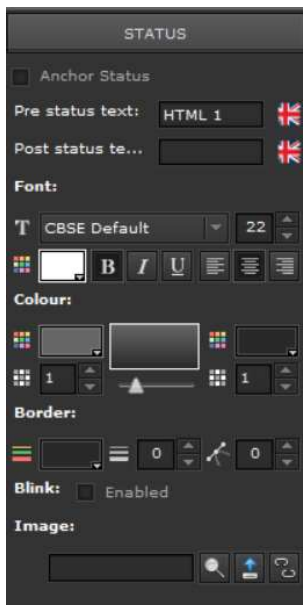 STATUS
Anchor Status
Pre status text: HTML 1
Post status te...
Font:
T CBSE Default 22
B I U
Colour:
1 1
Border:
0 0
Blink: Enabled
Image: